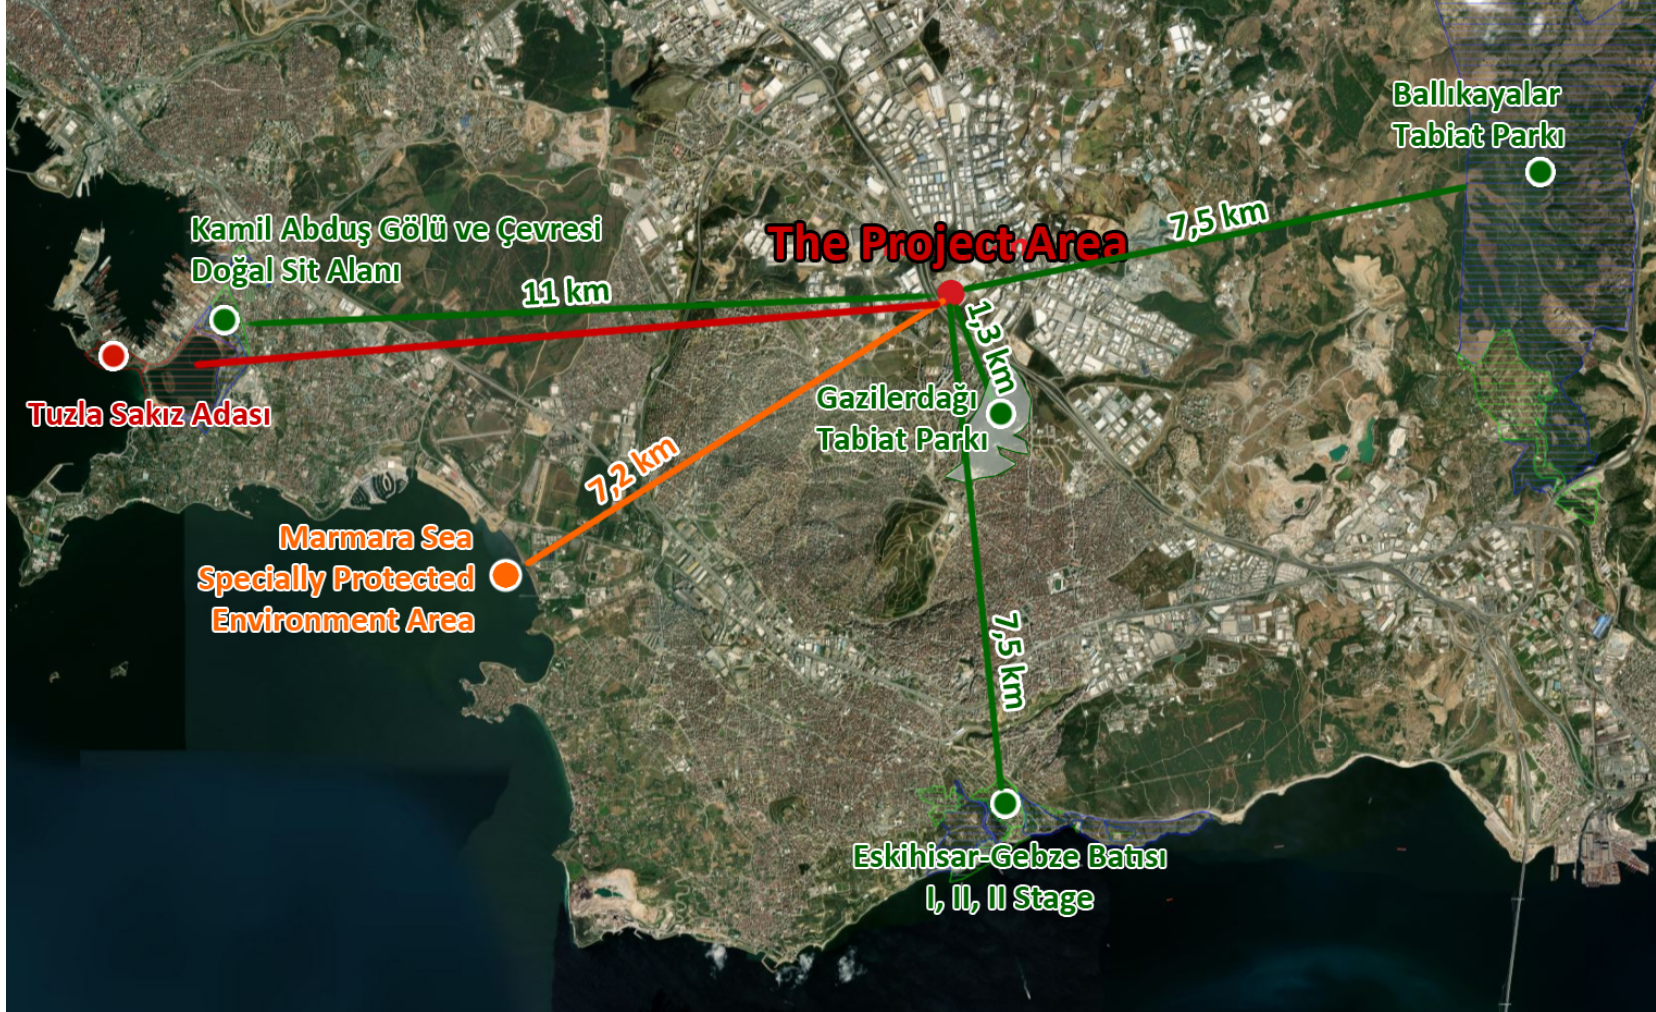 Ballıkayalar
Tabiat Parkı
7,5 km
Kamil Abduş Gölü ve Çevresi
Doğal Sit Alanı
The Project Area
11 km
1,3 km
Tuzla Sakız Adası
Gazilerdağı
Tabiat Parkı
7,2 km
Marmara Sea
Specially Protected
Environment Area
7,5 km
Eskihisar-Gebze Batısı
I, II, II Stage